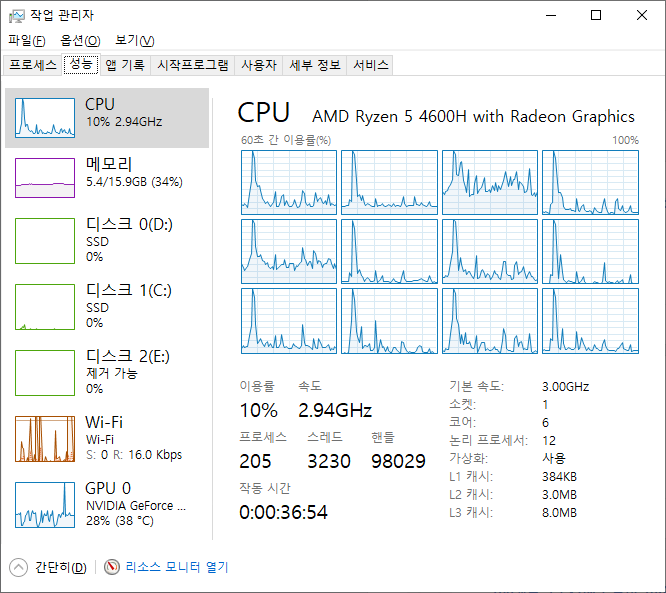 작업 관리자
파일(F) 옵션(O) 보기(V)
프로세스 성능 앱 기록 시작프로그램 사용자 세부 정보 서비스
CPU
10% 2.94GHz
메모리
5.4/15.9GB (34%)
디스크 0(D:)
SSD
0%
디스크 1(C:)
SSD
0%
디스크 2(E:)
제거 가능
0%
Wi-Fi
Wi-Fi
S: 0 R: 16.0 Kbps
GPU 0
NVIDIA GeForce ...
28% (38 °C)
CPU AMD Ryzen 5 4600H with Radeon Graphics
60초 간 이용률(%) 100%
이용률 속도
10% 2.94GHz
프로세스 스레드 핸들
205 3230 98029
작동 시간
0:00:36:54
기본 속도: 3.00GHz
소켓: 1
코어: 6
논리 프로세서: 12
가상화: 사용
L1 캐시: 384KB
L2 캐시: 3.0MB
L3 캐시: 8.0MB
간단히(D) 리소스 모니터 열기